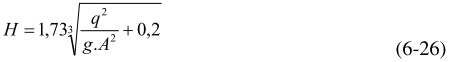 H = 1,73 ∛(q² / (g.A²) + 0,2) (6-26)